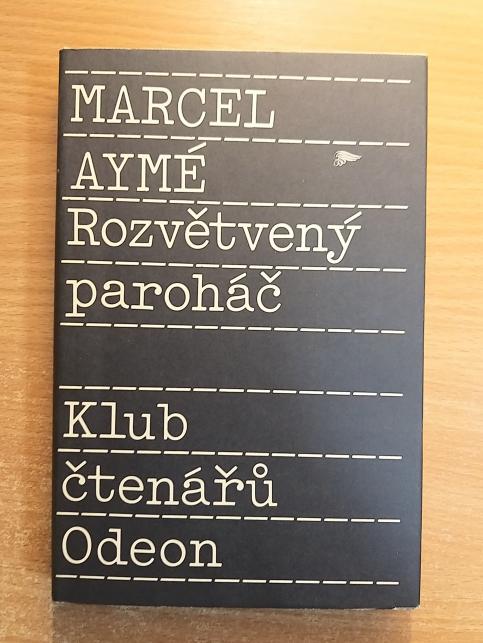 MARCEL
AYMÉ
Rozvětvený
paroháč
Klub
čtenářů
Odeon